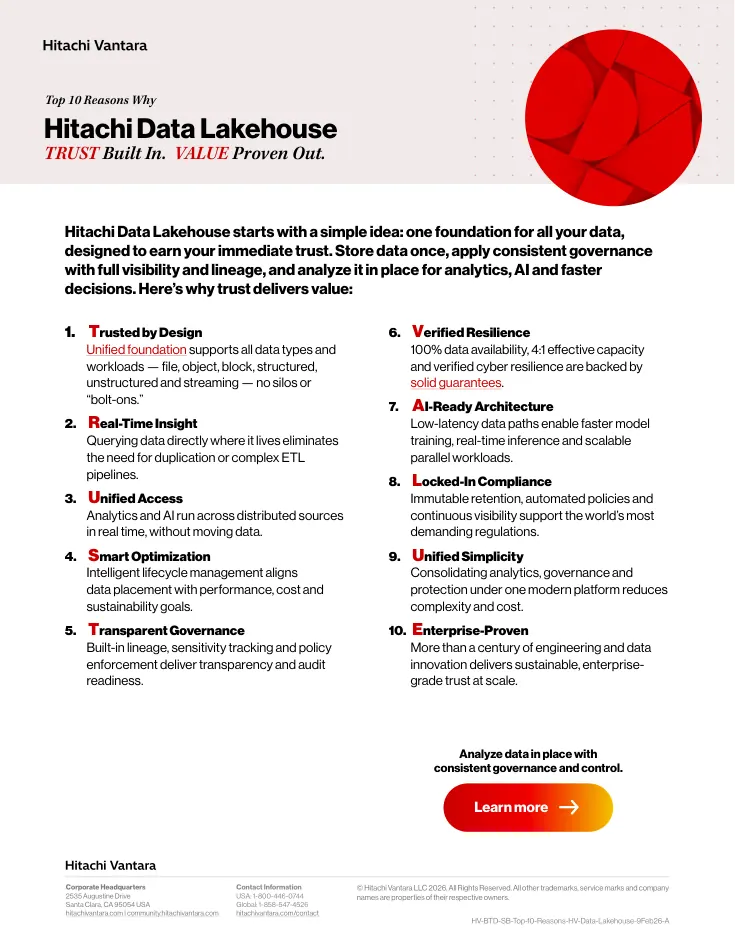 Hitachi Vantara
Top 10 Reasons Why
Hitachi Data Lakehouse
TRUST Built In. VALUE Proven Out.
Hitachi Data Lakehouse starts with a simple idea: one foundation for all your data,
designed to earn your immediate trust. Store data once, apply consistent governance
with full visibility and lineage, and analyze it in place for analytics, AI and faster
decisions. Here's why trust delivers value:
1. Trusted by Design
Unified foundation supports all data types and
workloads — file, object, block, structured,
unstructured and streaming — no silos or
"bolt-ons."
2. Real-Time Insight
Querying data directly where it lives eliminates
the need for duplication or complex ETL
pipelines.
3. Unified Access
Analytics and AI run across distributed sources
in real time, without moving data.
4. Smart Optimization
Intelligent lifecycle management aligns
data placement with performance, cost and
sustainability goals.
5. Transparent Governance
Built-in lineage, sensitivity tracking and policy
enforcement deliver transparency and audit
readiness.
6. Verified Resilience
100% data availability, 4:1 effective capacity
and verified cyber resilience are backed by
solid guarantees.
7. AI-Ready Architecture
Low-latency data paths enable faster model
training, real-time inference and scalable
parallel workloads.
8. Locked-In Compliance
Immutable retention, automated policies and
continuous visibility support the world's most
demanding regulations.
9. Unified Simplicity
Consolidating analytics, governance and
protection under one modern platform reduces
complexity and cost.
10. Enterprise-Proven
More than a century of engineering and data
innovation delivers sustainable, enterprise-
grade trust at scale.
Analyze data in place with
consistent governance and control.
Learn more
Hitachi Vantara
Corporate Headquarters
2535 Augustine Drive
Santa Clara, CA 95054 USA
hitachivantara.com | community.hitachivantara.com
Contact Information
USA: 1-800-446-0744
Global: 1-858-547-4526
hitachivantara.com/contact
© Hitachi Vantara LLC 2026. All Rights Reserved. All other trademarks, service marks and company
names are properties of their respective owners.
HV-BTD-SB-Top-10-Reasons-HV-Data-Lakehouse-9Feb26-A